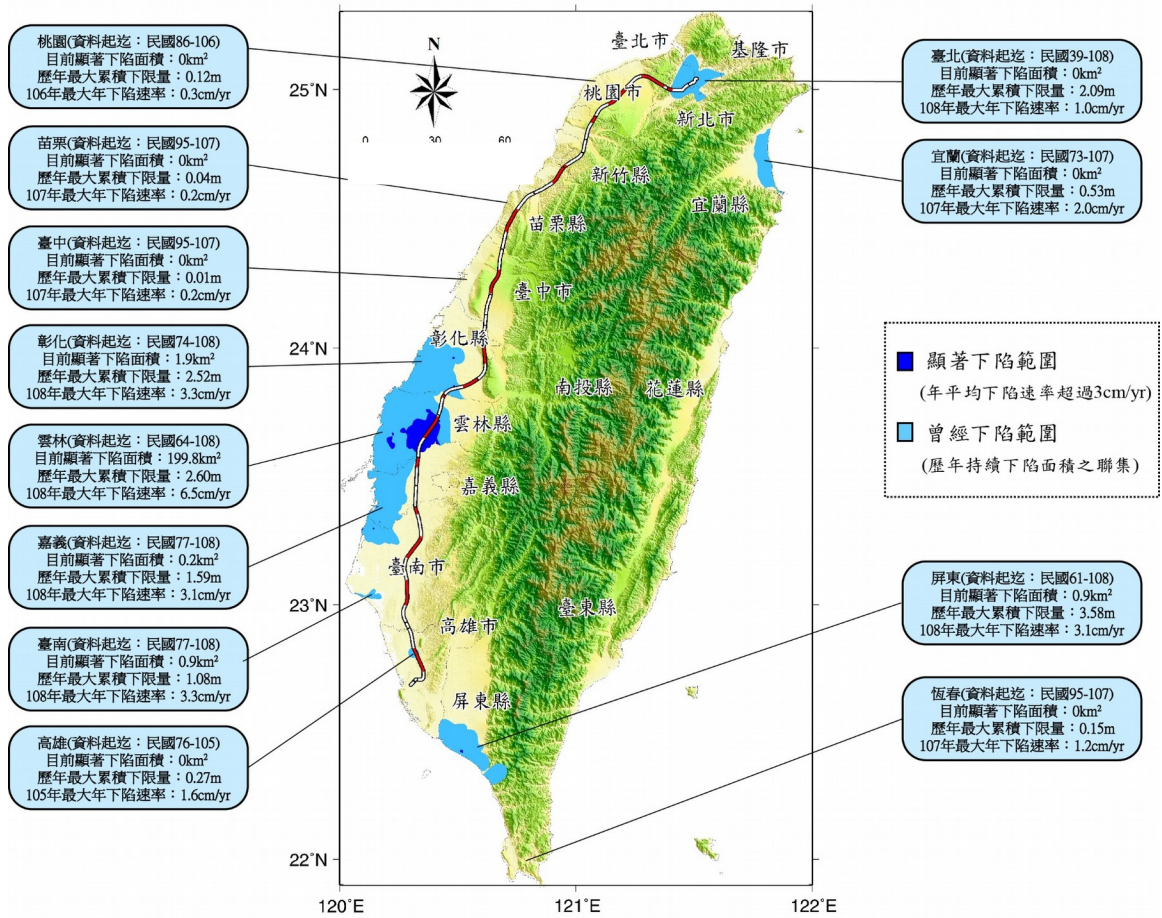 桃園(資料起迄：民國86-106)
目前顯著下陷面積：0km²
歷年最大累積下限量：0.12m
106年最大年下陷速率：0.3cm/yr
苗栗(資料起迄：民國95-107)
目前顯著下陷面積：0km²
歷年最大累積下限量：0.04m
107年最大年下陷速率：0.2cm/yr
臺中(資料起迄：民國95-107)
目前顯著下陷面積：0km²
歷年最大累積下限量：0.01m
107年最大年下陷速率：0.2cm/yr
彰化(資料起迄：民國74-108)
目前顯著下陷面積：1.9km²
歷年最大累積下限量：2.52m
108年最大年下陷速率：3.3cm/yr
雲林(資料起迄：民國64-108)
目前顯著下陷面積：199.8km²
歷年最大累積下限量：2.60m
108年最大年下陷速率：6.5cm/yr
嘉義(資料起迄：民國77-108)
目前顯著下陷面積：0.2km²
歷年最大累積下限量：1.59m
108年最大年下陷速率：3.1cm/yr
臺南(資料起迄：民國77-108)
目前顯著下陷面積：0.9km²
歷年最大累積下限量：1.08m
108年最大年下陷速率：3.3cm/yr
高雄(資料起迄：民國76-105)
目前顯著下陷面積：0km²
歷年最大累積下限量：0.27m
105年最大年下陷速率：1.6cm/yr
N
0 30 60
25°N
24°N
23°N
22°N
120°E 121°E 122°E
臺北市
基隆市
桃園市
新北市
新竹縣
宜蘭縣
苗栗縣
臺中市
彰化縣
南投縣
花蓮縣
雲林縣
嘉義縣
臺南市
臺東縣
高雄市
屏東縣
臺北(資料起迄：民國39-108)
目前顯著下陷面積：0km²
歷年最大累積下限量：2.09m
108年最大年下陷速率：1.0cm/yr
宜蘭(資料起迄：民國73-107)
目前顯著下陷面積：0km²
歷年最大累積下限量：0.53m
107年最大年下陷速率：2.0cm/yr
顯著下陷範圍
(年平均下陷速率超過3cm/yr)
曾經下陷範圍
(歷年持續下陷面積之聯集)
屏東(資料起迄：民國61-108)
目前顯著下陷面積：0.9km²
歷年最大累積下限量：3.58m
108年最大年下陷速率：3.1cm/yr
恆春(資料起迄：民國95-107)
目前顯著下陷面積：0km²
歷年最大累積下限量：0.15m
107年最大年下陷速率：1.2cm/yr